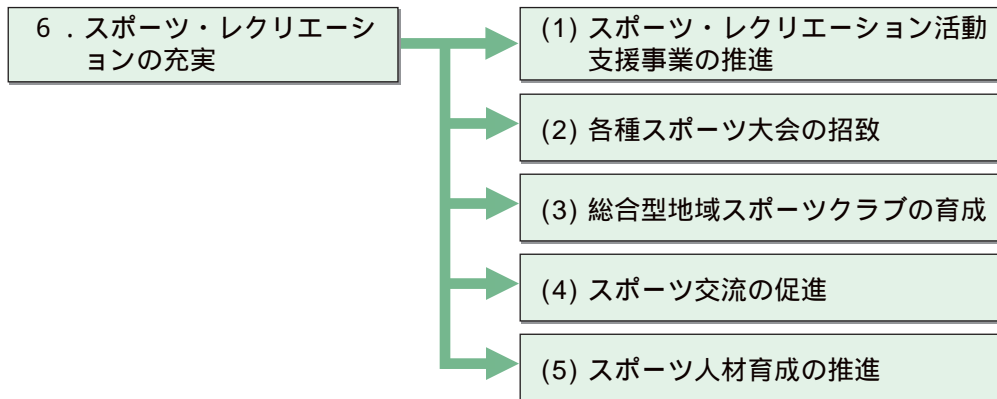 ６．スポーツ・レクリエーシ
ョンの充実
(1) スポーツ・レクリエーション活動
支援事業の推進
(2) 各種スポーツ大会の招致
(3) 総合型地域スポーツクラブの育成
(4) スポーツ交流の促進
(5) スポーツ人材育成の推進